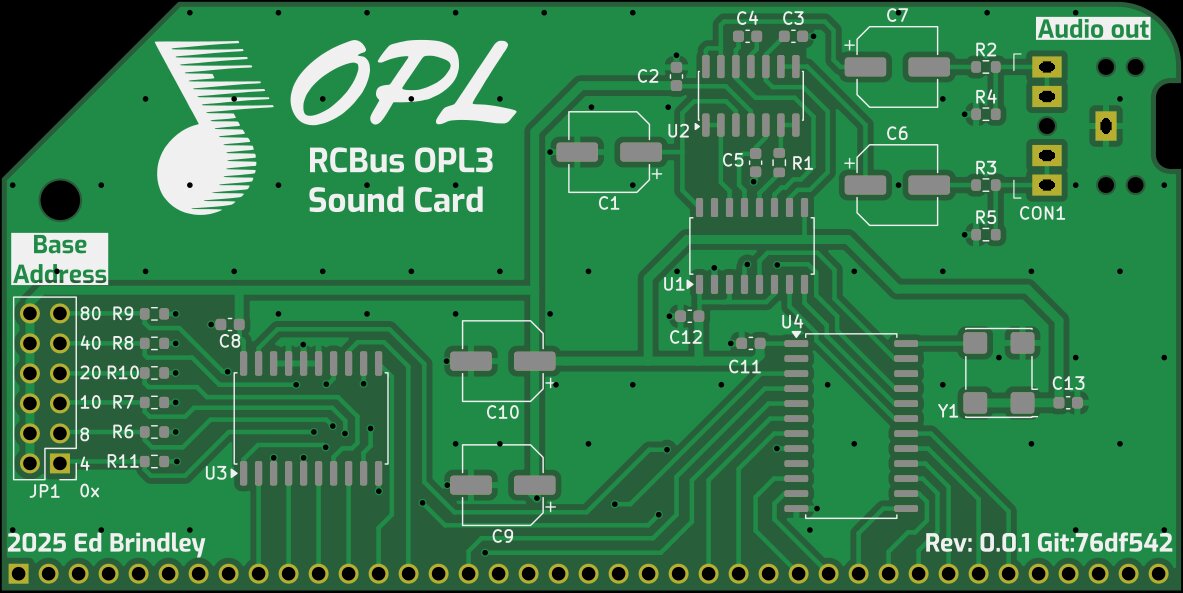 C4
C3
C7
Audio out
OPL
C2
R2
R4
U2
RCBus OPL3
Sound Card
C5
R1
C6
R3
C1
CON1
R5
Base
Address
U1
80 R9
C8
C12
U4
40 R8
C11
20 R10
C13
10 R7
C10
Y1
8 R6
4 R11
U3
JP1 0x
C9
2025 Ed Brindley
Rev: 0.0.1 Git:76df542